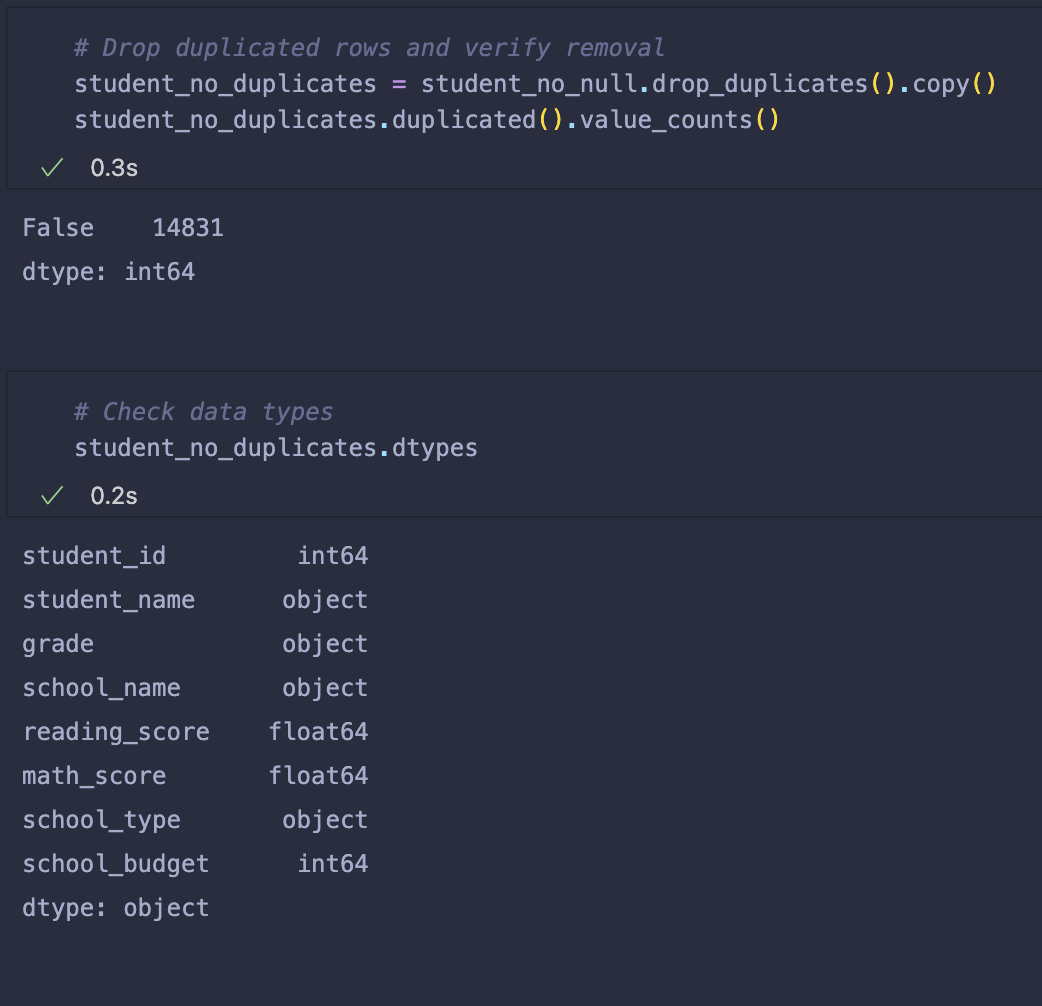 # Drop duplicated rows and verify removal
student_no_duplicates = student_no_null.drop_duplicates().copy()
student_no_duplicates.duplicated().value_counts()
0.3s
False    14831
dtype: int64
# Check data types
student_no_duplicates.dtypes
0.2s
student_id         int64
student_name      object
grade             object
school_name       object
reading_score    float64
math_score       float64
school_type       object
school_budget      int64
dtype: object